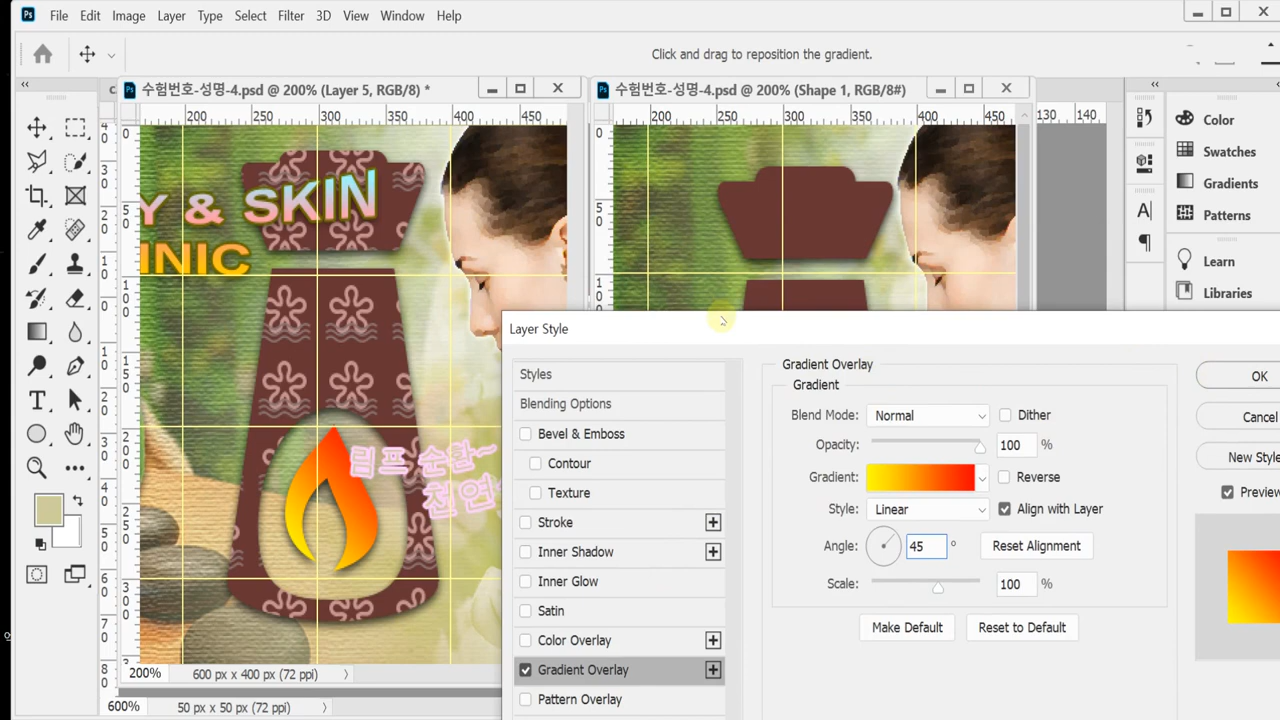 File Edit Image Layer Type Select Filter 3D View Window Help
Click and drag to reposition the gradient.
수험번호-성명-4.psd @ 200% (Layer 5, RGB/8) *
200 250 300 350 400
Y & SKIN
INIC
림프 순환~
천연
200%
600 px x 400 px (72 ppi)
600%
50 px x 50 px (72 ppi)
수험번호-성명-4.psd @ 200% (Shape 1, RGB/8#)
200 250 300 350 400 450
130 140
Color
Swatches
Gradients
Patterns
Learn
Libraries
Layer Style
Styles
Blending Options
Bevel & Emboss
Contour
Texture
Stroke
Inner Shadow
Inner Glow
Satin
Color Overlay
Gradient Overlay
Pattern Overlay
Gradient Overlay
Gradient
Blend Mode: Normal Dither
Opacity: 100 %
Gradient: Reverse
Style: Linear Align with Layer
Angle: 45 ° Reset Alignment
Scale: 100 %
Make Default Reset to Default
OK
Cancel
New Style
Preview